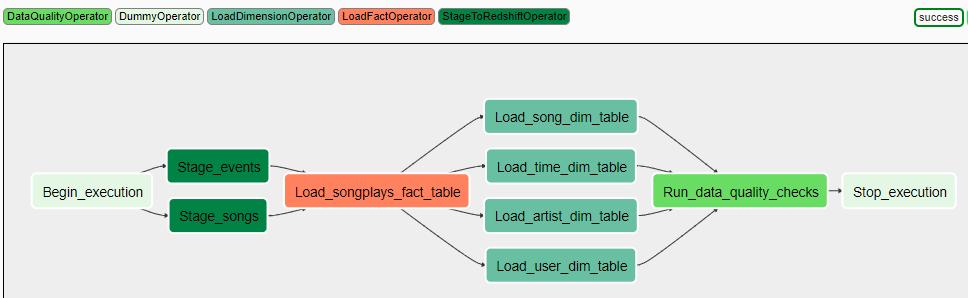 DataQualityOperator DummyOperator LoadDimensionOperator LoadFactOperator StageToRedshiftOperator success
Load_song_dim_table
Stage_events Load_time_dim_table
Begin_execution Load_songplays_fact_table Run_data_quality_checks Stop_execution
Stage_songs Load_artist_dim_table
Load_user_dim_table